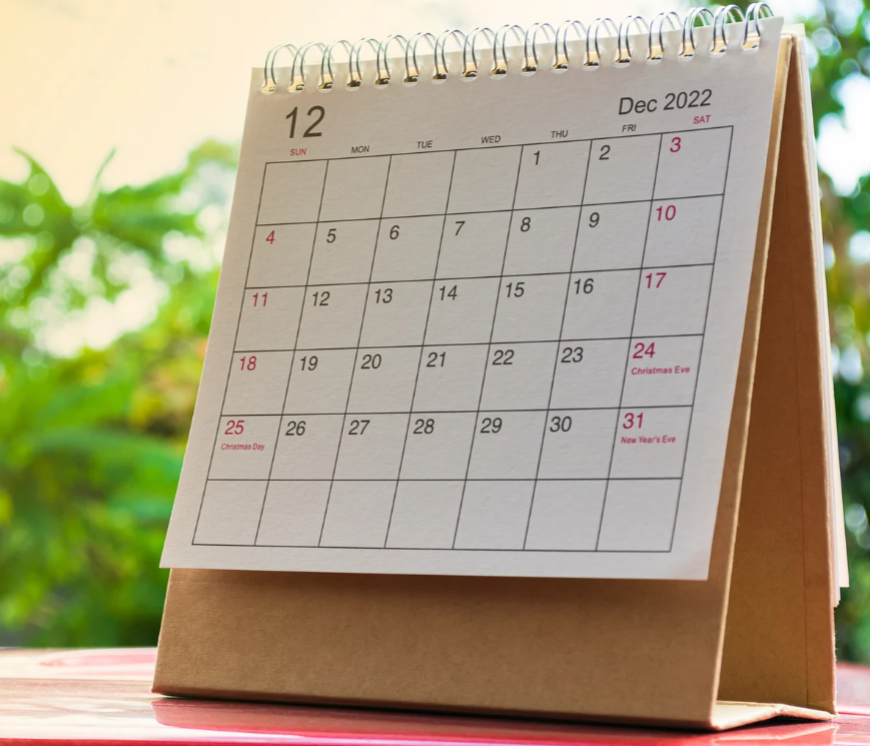 12 Dec 2022
SUN MON TUE WED THU FRI SAT
1 2 3
4 5 6 7 8 9 10
11 12 13 14 15 16 17
18 19 20 21 22 23 24
Christmas Eve
25 26 27 28 29 30 31
Christmas Day New Year's Eve